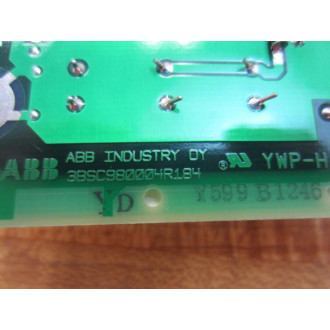 ABB ABB INDUSTRY OY YWP-H
3BSC980004R184
YD Y599 B1246